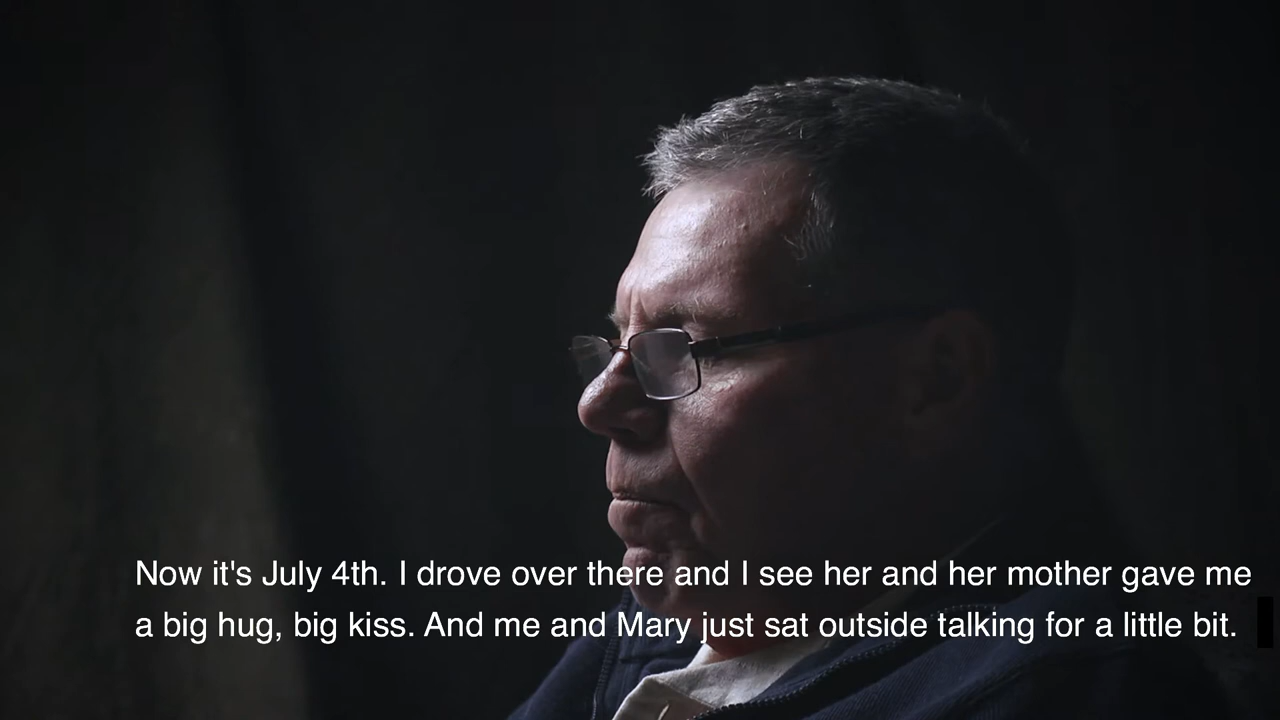 Now it's July 4th. I drove over there and I see her and her mother gave me
a big hug, big kiss. And me and Mary just sat outside talking for a little bit.